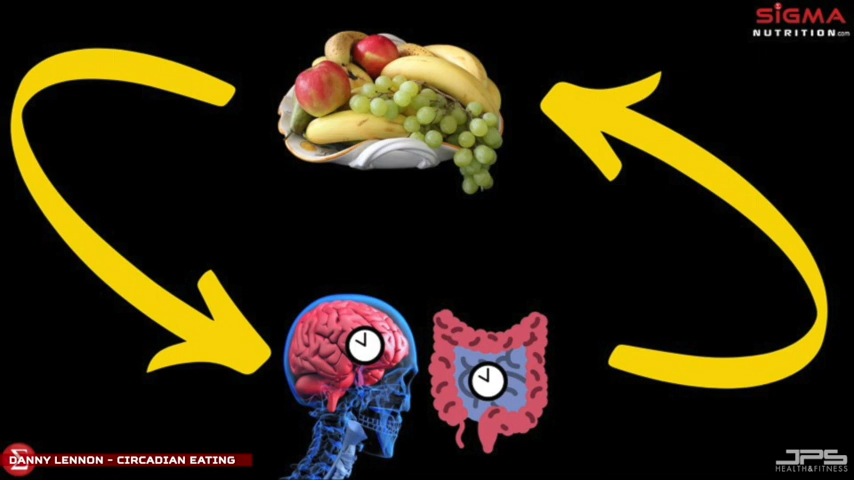 SIGMA
NUTRITION.com
DANNY LENNON - CIRCADIAN EATING
JPS
HEALTH&FITNESS